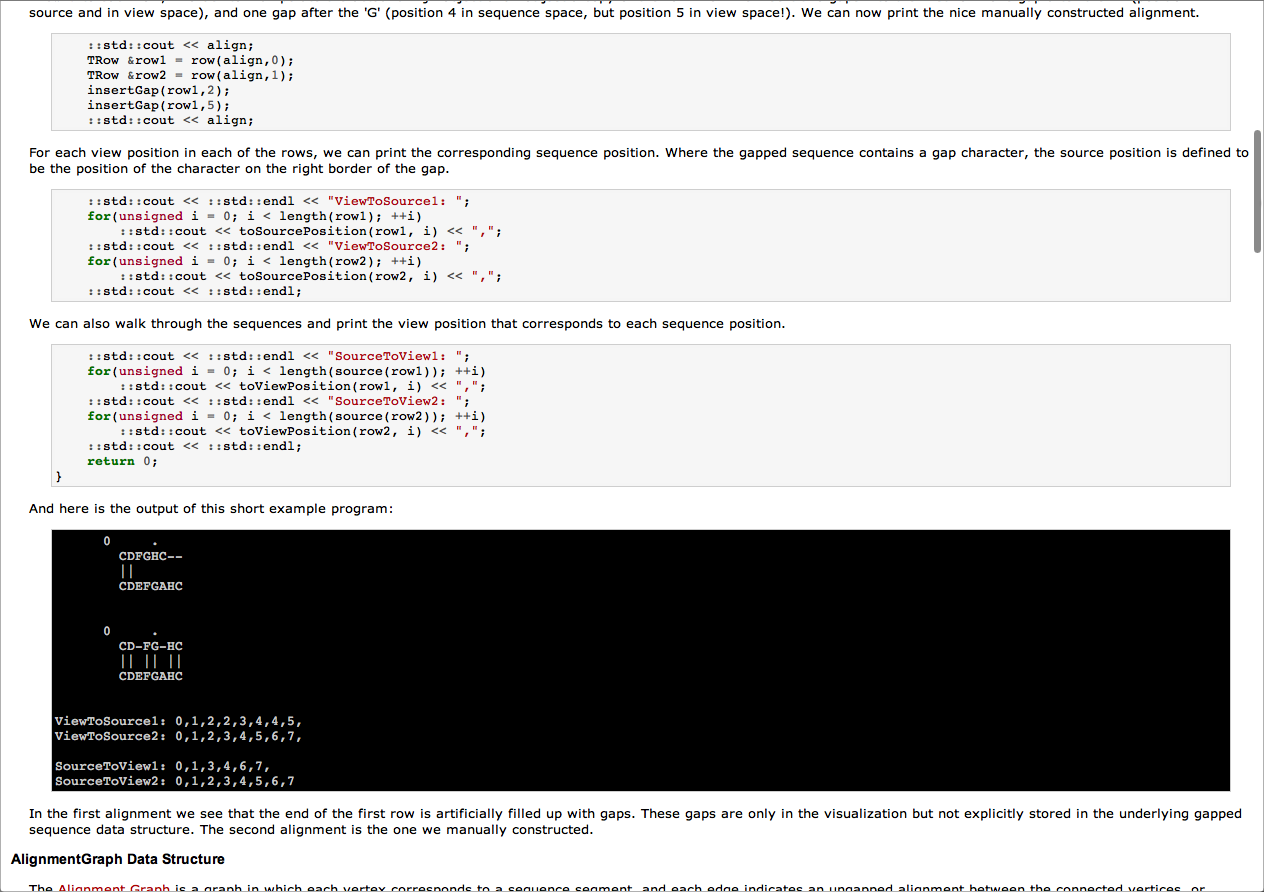 source and in view space), and one gap after the 'G' (position 4 in sequence space, but position 5 in view space!). We can now print the nice manually constructed alignment.
::std::cout << align;
TRow &row1 = row(align,0);
TRow &row2 = row(align,1);
insertGap(row1,2);
insertGap(row1,5);
::std::cout << align;
For each view position in each of the rows, we can print the corresponding sequence position. Where the gapped sequence contains a gap character, the source position is defined to
be the position of the character on the right border of the gap.
::std::cout << ::std::endl << "ViewToSource1: ";
for(unsigned i = 0; i < length(row1); ++i)
::std::cout << toSourcePosition(row1, i) << ",";
::std::cout << ::std::endl << "ViewToSource2: ";
for(unsigned i = 0; i < length(row2); ++i)
::std::cout << toSourcePosition(row2, i) << ",";
::std::cout << ::std::endl;
We can also walk through the sequences and print the view position that corresponds to each sequence position.
::std::cout << ::std::endl << "SourceToView1: ";
for(unsigned i = 0; i < length(source(row1)); ++i)
::std::cout << toViewPosition(row1, i) << ",";
::std::cout << ::std::endl << "SourceToView2: ";
for(unsigned i = 0; i < length(source(row2)); ++i)
::std::cout << toViewPosition(row2, i) << ",";
::std::cout << ::std::endl;
return 0;
}
And here is the output of this short example program:
0     .
CDFGHC--
||
CDEFGAHC
0     .
CD-FG-HC
|| || ||
CDEFGAHC
ViewToSource1: 0,1,2,2,3,4,4,5,
ViewToSource2: 0,1,2,3,4,5,6,7,
SourceToView1: 0,1,3,4,6,7,
SourceToView2: 0,1,2,3,4,5,6,7
In the first alignment we see that the end of the first row is artificially filled up with gaps. These gaps are only in the visualization but not explicitly stored in the underlying gapped
sequence data structure. The second alignment is the one we manually constructed.
AlignmentGraph Data Structure
The Alignment Graph is a graph in which each vertex corresponds to a sequence segment, and each edge indicates an ungapped alignment between the connected vertices, or